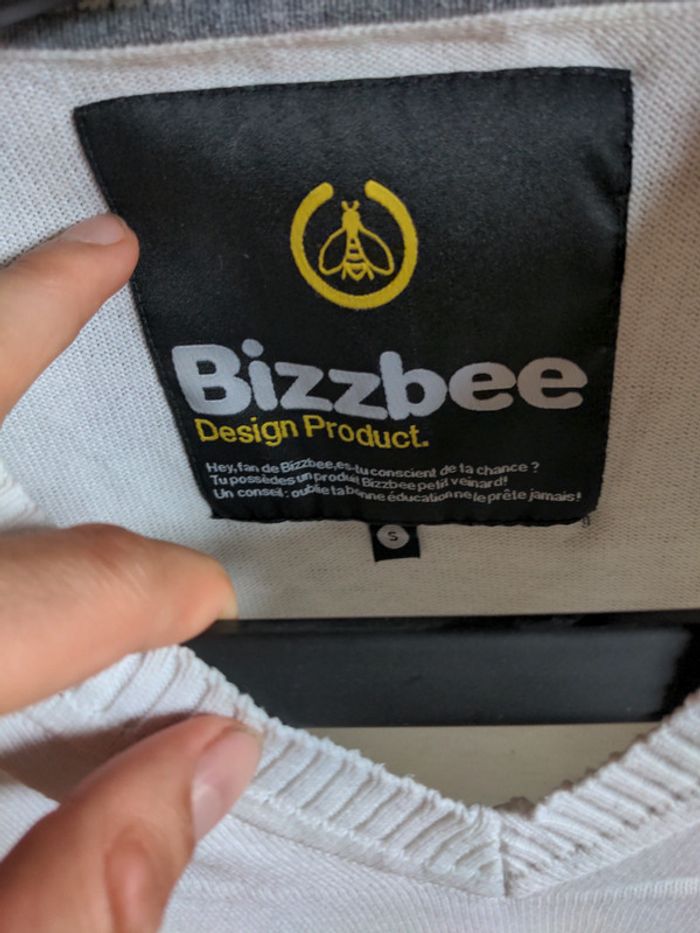 Bizzbee
Design Product.
Hey, fan de Bizzbee, es-tu conscient de ta chance ?
Tu possèdes un produit Bizzbee petit veinard!
Un conseil : oublie ta bonne éducation ne le prête jamais!
S